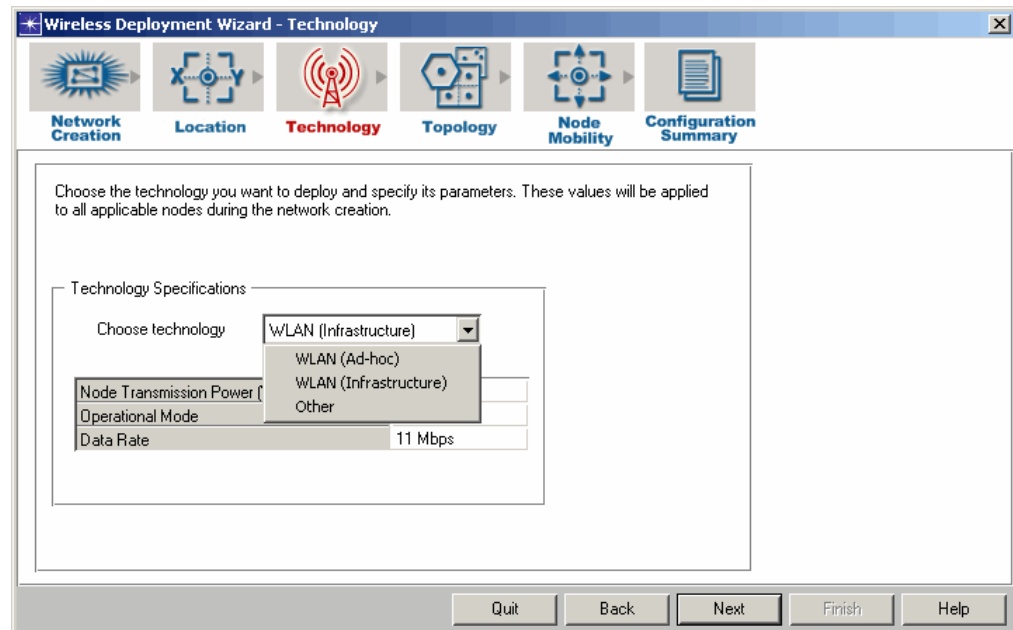 Wireless Deployment Wizard - Technology
Network Creation
Location
Technology
Topology
Node Mobility
Configuration Summary
Choose the technology you want to deploy and specify its parameters. These values will be applied
to all applicable nodes during the network creation.
Technology Specifications
Choose technology
WLAN (Infrastructure)
WLAN (Ad-hoc)
WLAN (Infrastructure)
Other
Node Transmission Power (
Operational Mode
Data Rate 11 Mbps
Quit Back Next Finish Help